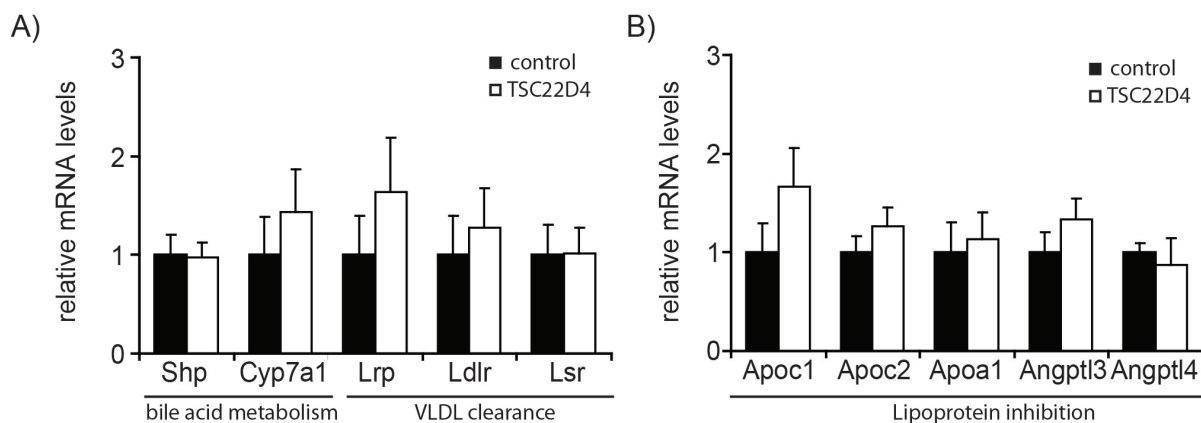 A)
relative mRNA levels
3
2
1
0
control
TSC22D4
Shp Cyp7a1 Lrp Ldlr Lsr
bile acid metabolism VLDL clearance
B)
relative mRNA levels
3
2
1
0
control
TSC22D4
Apoc1 Apoc2 Apoa1 Angptl3 Angptl4
Lipoprotein inhibition